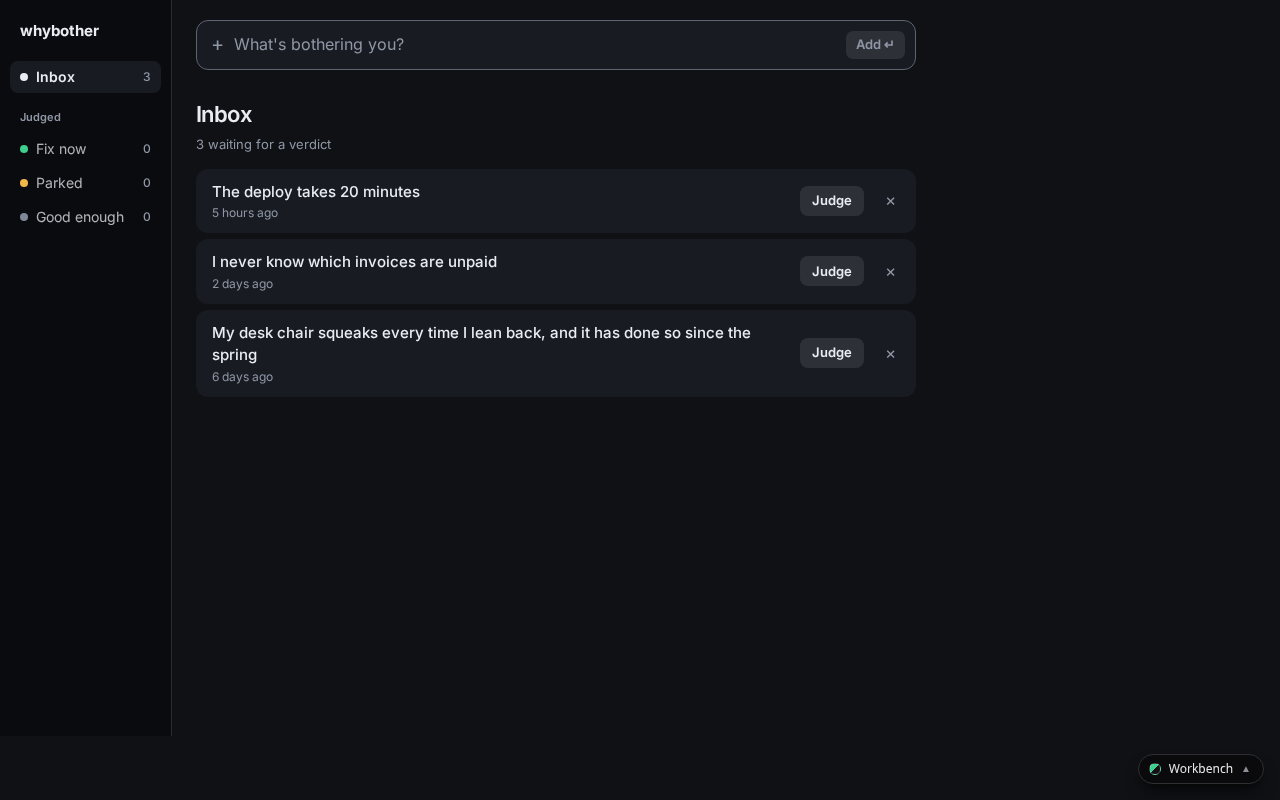 whybother
Inbox 3
Judged
Fix now 0
Parked 0
Good enough 0
+ What's bothering you? Add ↵
Inbox
3 waiting for a verdict
The deploy takes 20 minutes
5 hours ago
Judge ×
I never know which invoices are unpaid
2 days ago
Judge ×
My desk chair squeaks every time I lean back, and it has done so since the
spring
6 days ago
Judge ×
Workbench ▲